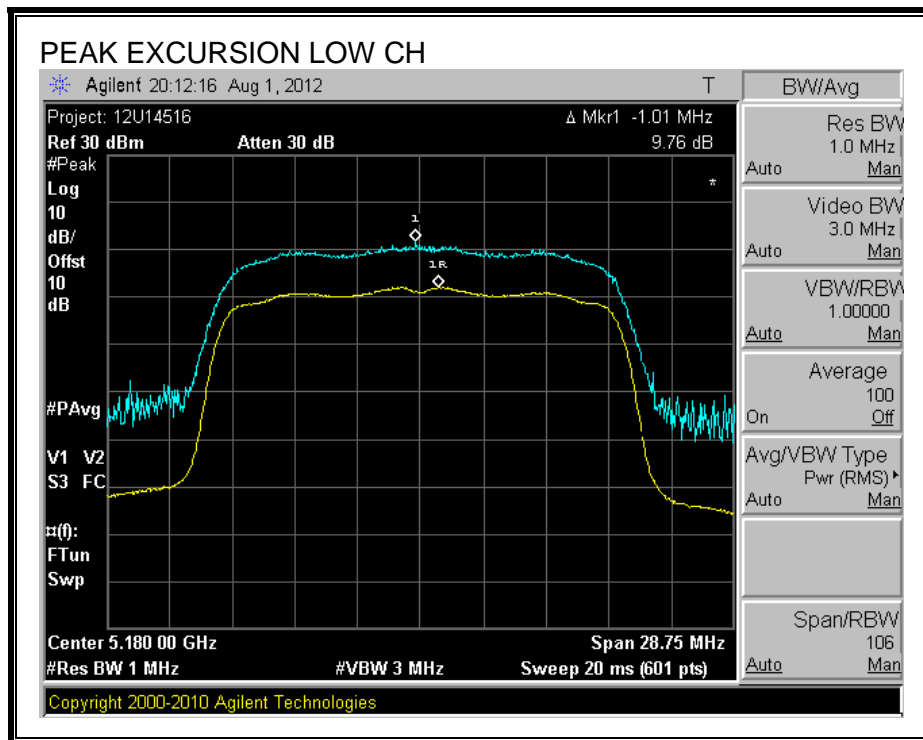 PEAK EXCURSION LOW CH
Agilent 20:12:16 Aug 1, 2012 T
BW/Avg
Project: 12U14516 Δ Mkr1 -1.01 MHz
Ref 30 dBm Atten 30 dB 9.76 dB
#Peak
Log
10
dB/
Offst
10
dB
#PAvg
V1 V2
S3 FC
¤(f):
FTun
Swp
*
1
1R
Center 5.180 00 GHz Span 28.75 MHz
#Res BW 1 MHz #VBW 3 MHz Sweep 20 ms (601 pts)
Copyright 2000-2010 Agilent Technologies
Res BW
1.0 MHz
Auto Man
Video BW
3.0 MHz
Auto Man
VBW/RBW
1.00000
Auto Man
Average
100
On Off
Avg/VBW Type
Pwr (RMS)
Auto Man
Span/RBW
106
Auto Man